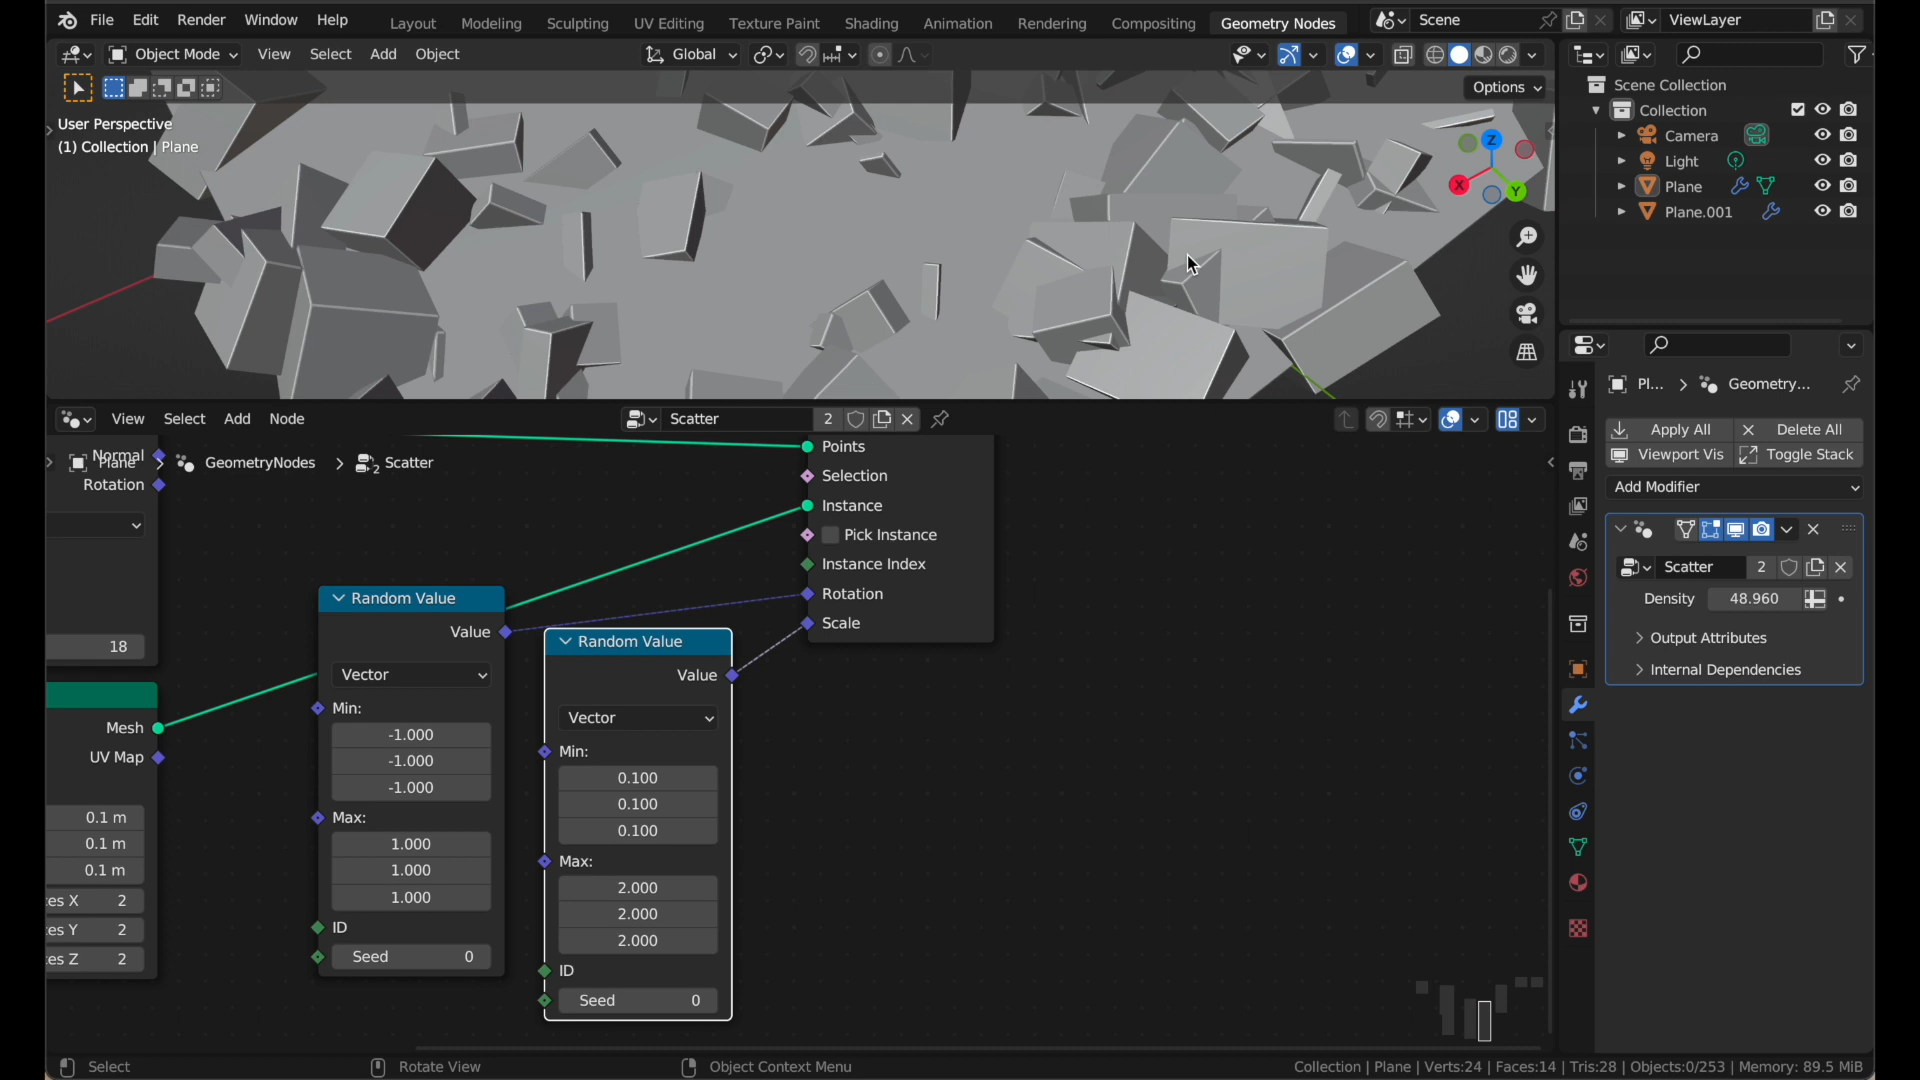 File Edit Render Window Help Layout Modeling Sculpting UV Editing Texture Paint Shading Animation Rendering Compositing Geometry Nodes Scene ViewLayer
Object Mode View Select Add Object Global
Options
User Perspective
(1) Collection | Plane
Scene Collection
Collection
Camera
Light
Plane
Plane.001
View Select Add Node Scatter 2
Normal
Plane > GeometryNodes > Scatter
2
Rotation
18
Mesh
UV Map
0.1 m
0.1 m
0.1 m
es X 2
es Y 2
es Z 2
Random Value
Value
Vector
Min:
-1.000
-1.000
-1.000
Max:
1.000
1.000
1.000
ID
Seed 0
Random Value
Value
Vector
Min:
0.100
0.100
0.100
Max:
2.000
2.000
2.000
ID
Seed 0
Points
Selection
Instance
Pick Instance
Instance Index
Rotation
Scale
Pl... > Geometry...
Apply All Delete All
Viewport Vis Toggle Stack
Add Modifier
Scatter 2
Density 48.960
Output Attributes
Internal Dependencies
Select Rotate View Object Context Menu Collection | Plane | Verts:24 | Faces:14 | Tris:28 | Objects:0/253 | Memory: 89.5 MiB
X
Y
Z